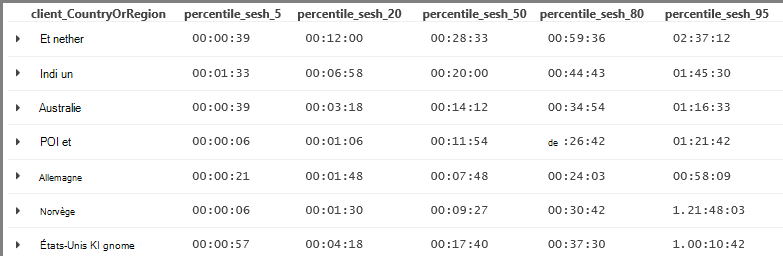 client_CountryOrRegion percentile_sesh_5 percentile_sesh_20 percentile_sesh_50 percentile_sesh_80 percentile_sesh_95
Et nether 00:00:39 00:12:00 00:28:33 00:59:36 02:37:12
Indi un 00:01:33 00:06:58 00:20:00 00:44:43 01:45:30
Australie 00:00:39 00:03:18 00:14:12 00:34:54 01:16:33
POI et 00:00:06 00:01:06 00:11:54 de :26:42 01:21:42
Allemagne 00:00:21 00:01:48 00:07:48 00:24:03 00:58:09
Norvège 00:00:06 00:01:30 00:09:27 00:30:42 1.21:48:03
États-Unis KI gnome 00:00:57 00:04:18 00:17:40 00:37:30 1.00:10:42